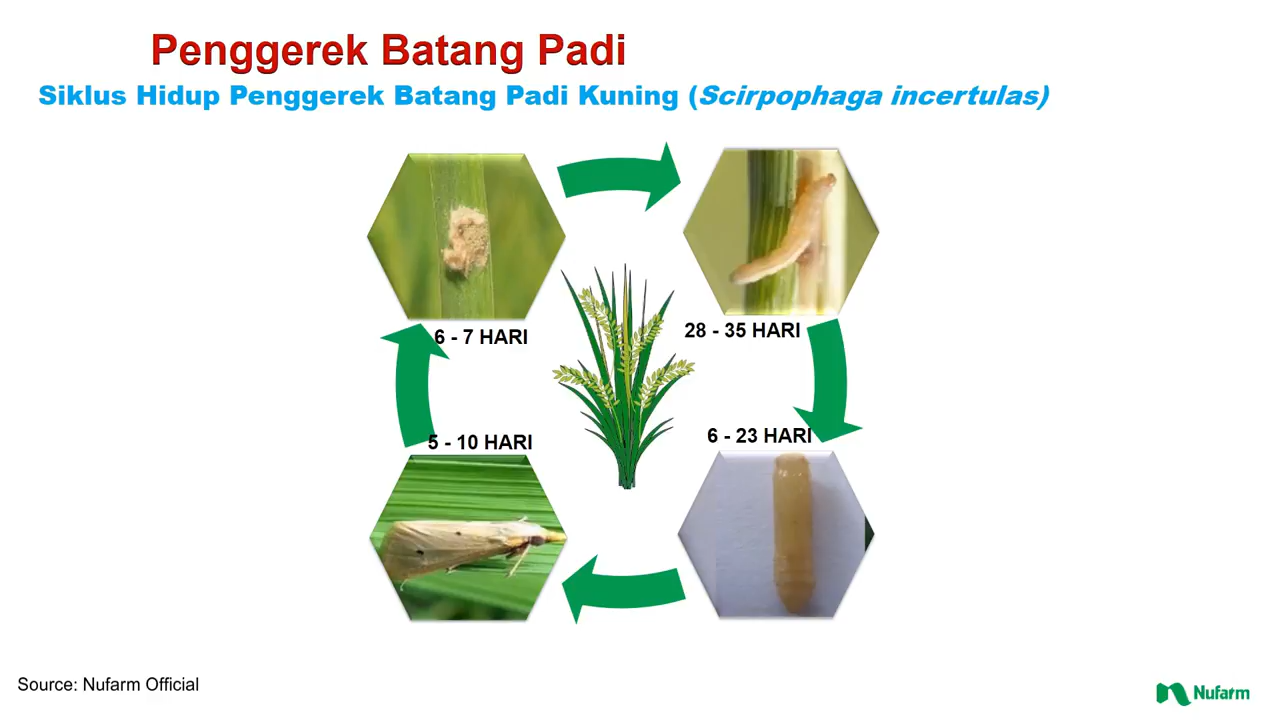 Penggerek Batang Padi
Siklus Hidup Penggerek Batang Padi Kuning (Scirpophaga incertulas)
6 - 7 HARI
28 - 35 HARI
5 - 10 HARI
6 - 23 HARI
Source: Nufarm Official
Nufarm